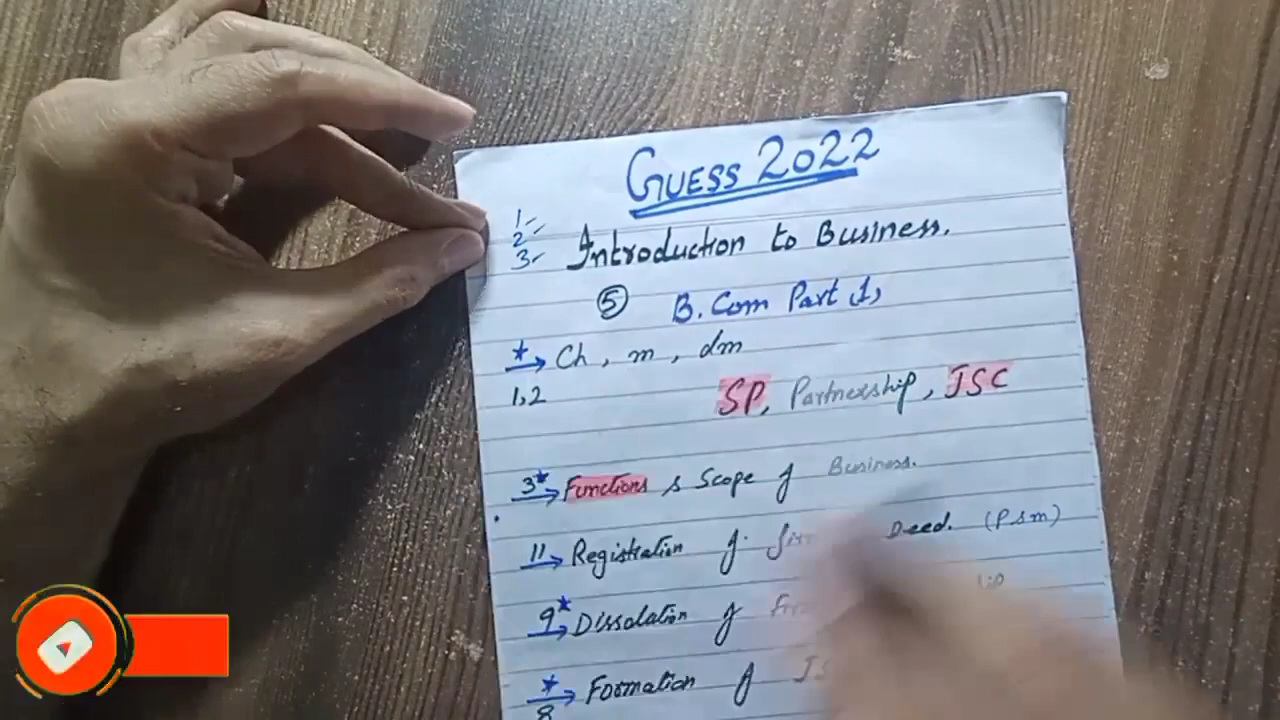 GUESS 2022
1-
2-
3-
Introduction to Business.
⑤ B. Com Part 1,
* → Ch, m, dm
1,2
SP, Partnership, JSC
3* → Functions & Scope of Business.
11 → Registration of Deed. (P & m)
9* → Dissolation of
* → Formation of
8